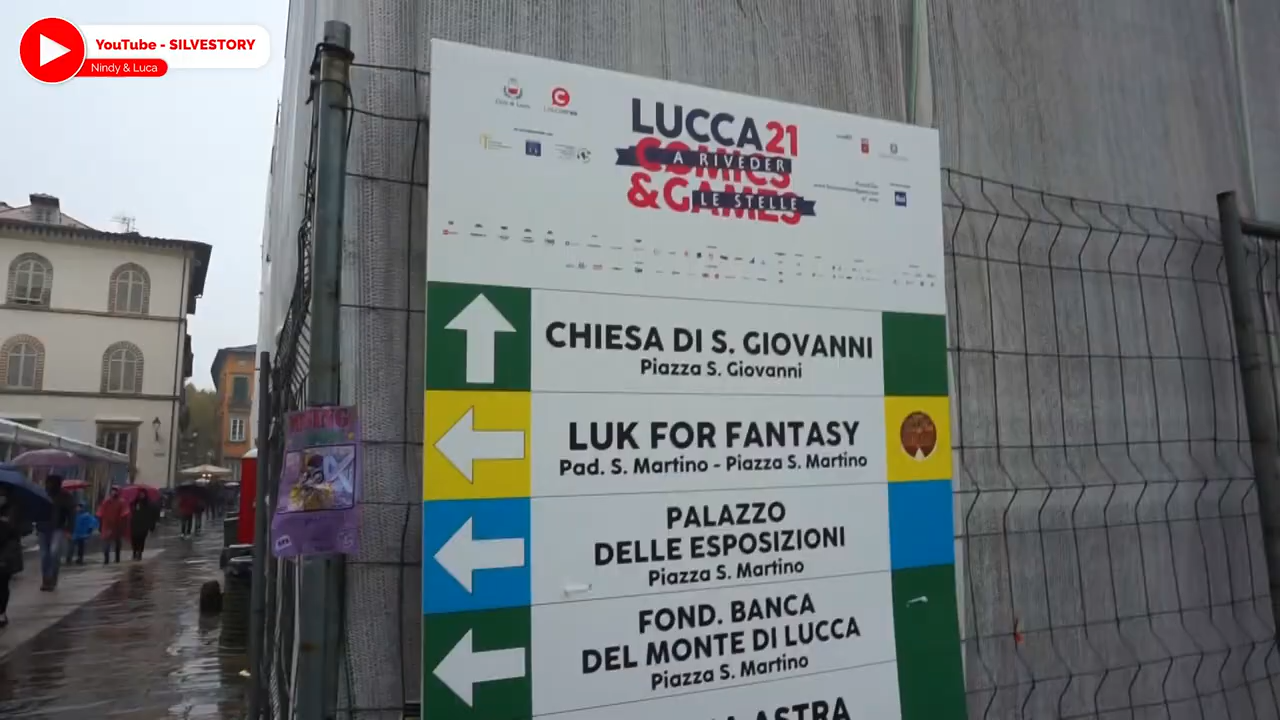 YouTube - SILVESTORY
Nindy & Luca
LUCCA21
COMICS
A RIVEDER
&GAMES
LE STELLE
CHIESA DI S. GIOVANNI
Piazza S. Giovanni
LUK FOR FANTASY
Pad. S. Martino - Piazza S. Martino
PALAZZO
DELLE ESPOSIZIONI
Piazza S. Martino
FOND. BANCA
DEL MONTE DI LUCCA
Piazza S. Martino
ASTRA